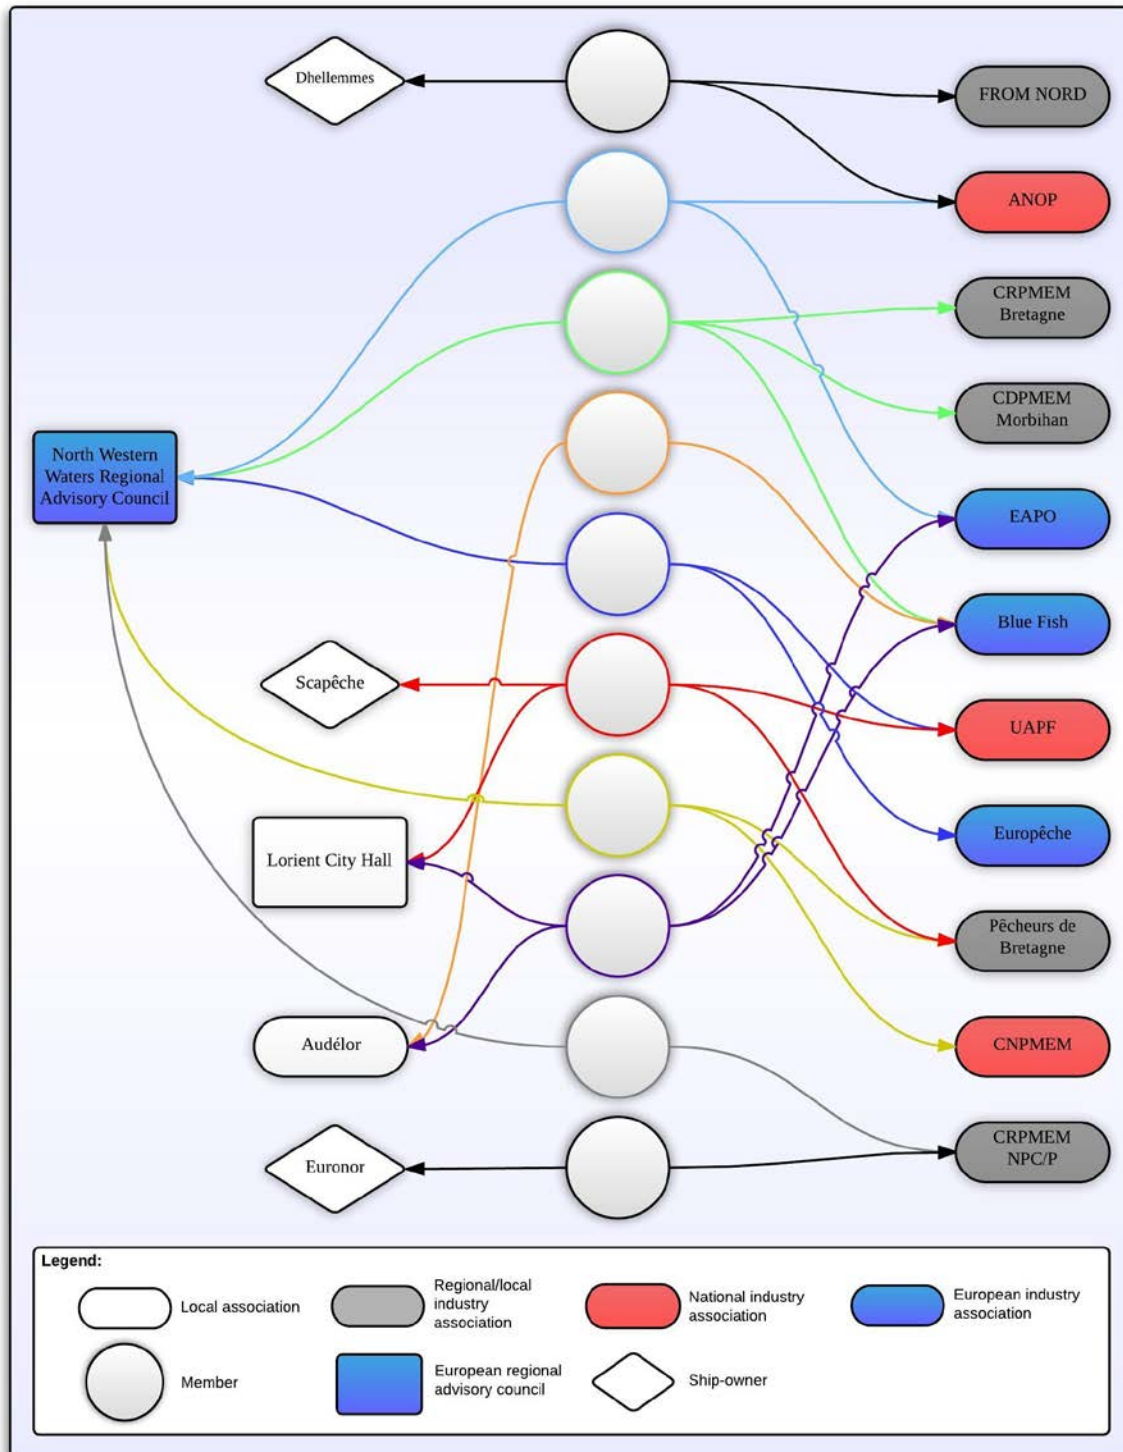 Dhellemmes
FROM NORD
ANOP
CRPMEM
Bretagne
CDPMEM
Morbihan
North Western
Waters Regional
Advisory Council
EAPO
Blue Fish
Scapêche
UAPF
Europêche
Lorient City Hall
Pêcheurs de
Bretagne
Audélor
CNPMEM
Euronor
CRPMEM
NPC/P
Legend:
Local association
Regional/local
industry
association
National industry
association
European industry
association
Member
European regional
advisory council
Ship-owner